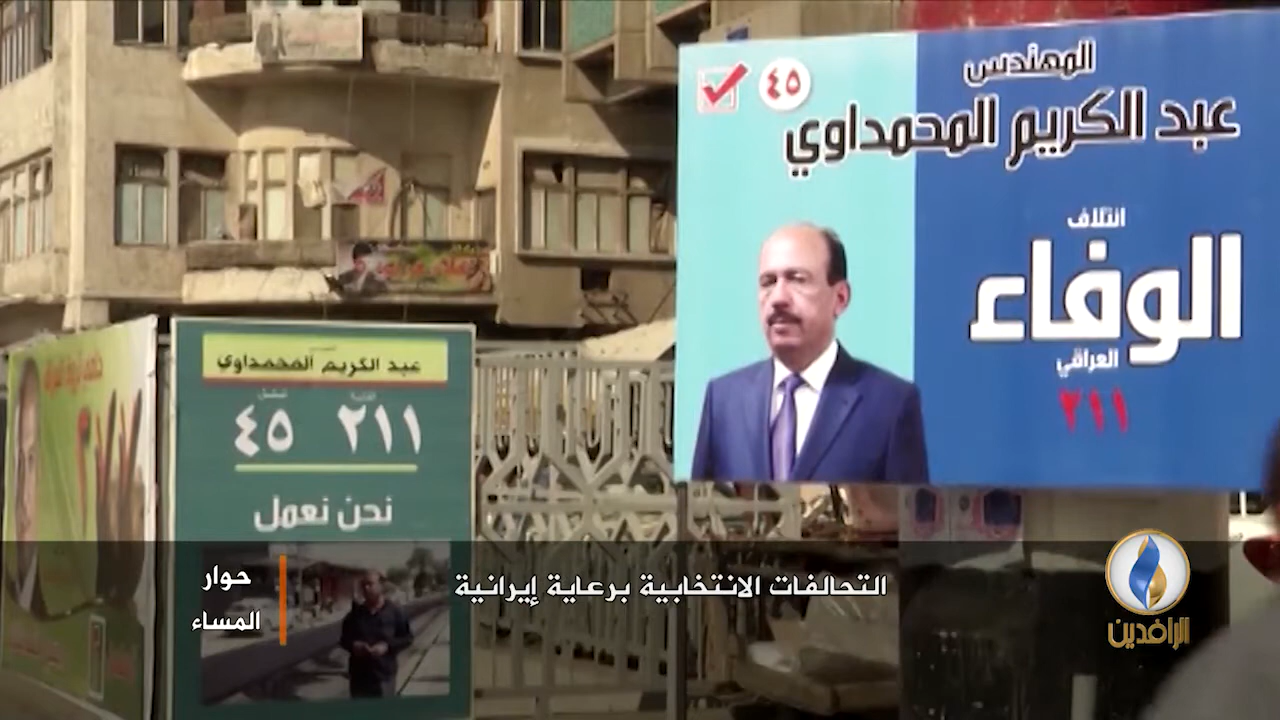 المهندس
٤٥
عبد الكريم المحمداوي
ائتلاف
الوفاء
العراقي
٢١١
عبد الكريم المحمداوي
٤٥ ٢١١
نحن نعمل
التحالفات الانتخابية برعاية إيرانية
حوار
المساء
الرافدين